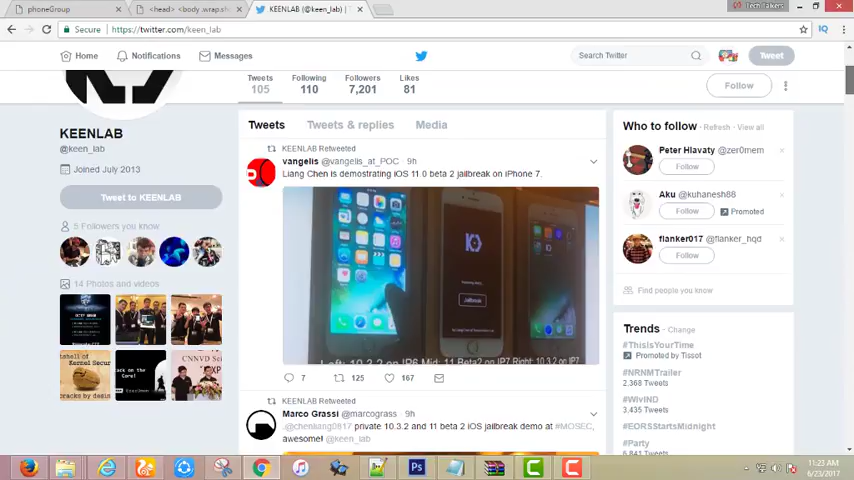 phoneGroup
<head> <body.wrap.sh
KEENLAB (@keen_lab) | T
Tech Talkers
Secure
https://twitter.com/keen_lab
Home
Notifications
Messages
Search Twitter
Tweet
Tweets
105
Following
110
Followers
7,201
Likes
81
Follow
KEENLAB
@keen_lab
Joined July 2013
Tweet to KEENLAB
5 Followers you know
14 Photos and videos
Tweets
Tweets & replies
Media
KEENLAB Retweeted
vangelis @vangelis_at_POC · 9h
Liang Chen is demostrating iOS 11.0 beta 2 jailbreak on iPhone 7.
Jailbreak
Left: 10.3.2 on IP6 Mid: 11 Beta2 on IP7 Right: 10.3.2 on IP7
7
125
167
KEENLAB Retweeted
Marco Grassi @marcograss · 9h
.@chenliang0817 private 10.3.2 and 11 beta 2 iOS jailbreak demo at #MOSEC,
awesome! @keen_lab
Who to follow · Refresh · View all
Peter Hlavaty @zer0mem
Follow
Aku @kuhanesh88
Follow
Promoted
flanker017 @flanker_hqd
Follow
Find people you know
Trends · Change
#ThisIsYourTime
Promoted by Tissot
#NRNMTrailer
2,368 Tweets
#WIvIND
3,435 Tweets
#EORSStartsMidnight
#Party
6,841 Tweets
11:23 AM
6/23/2017